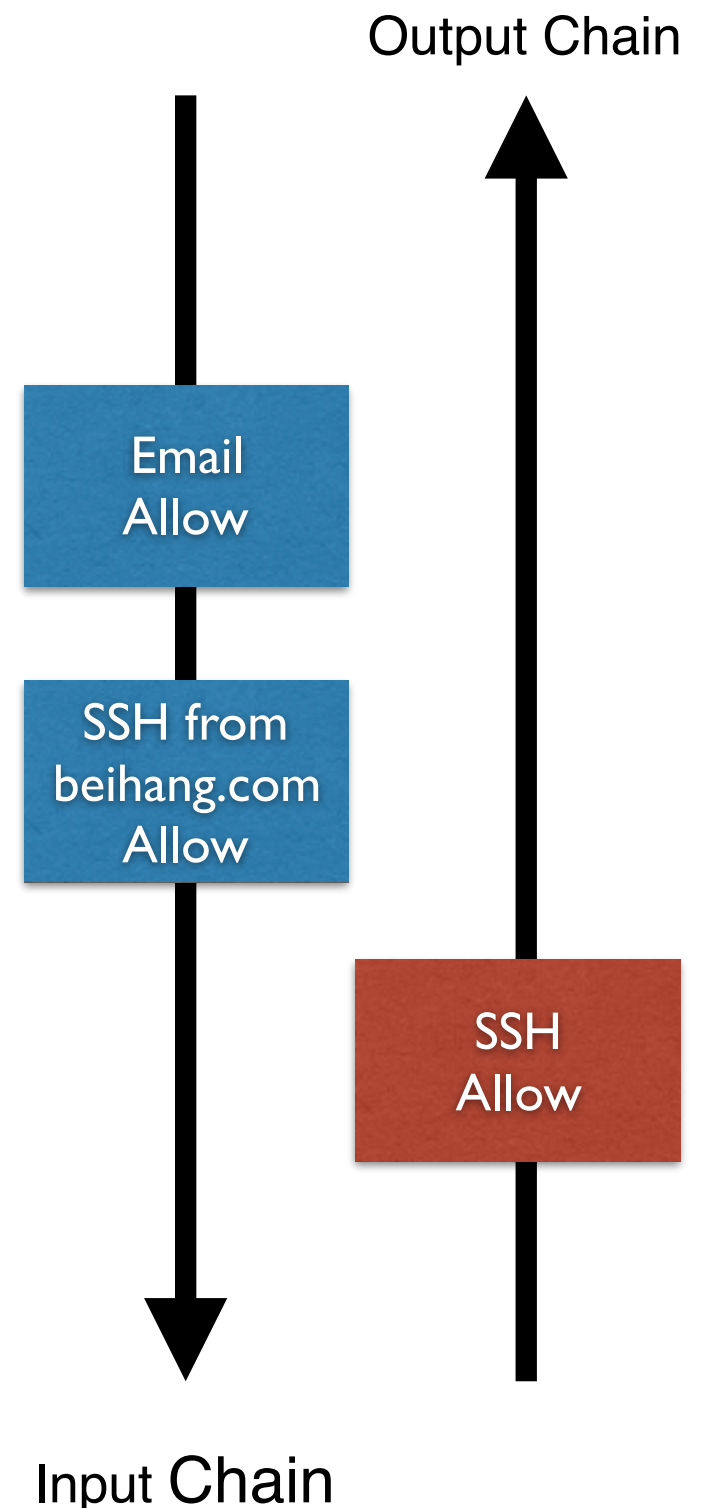 Output Chain
Email
Allow
SSH from
beihang.com
Allow
SSH
Allow
Input Chain